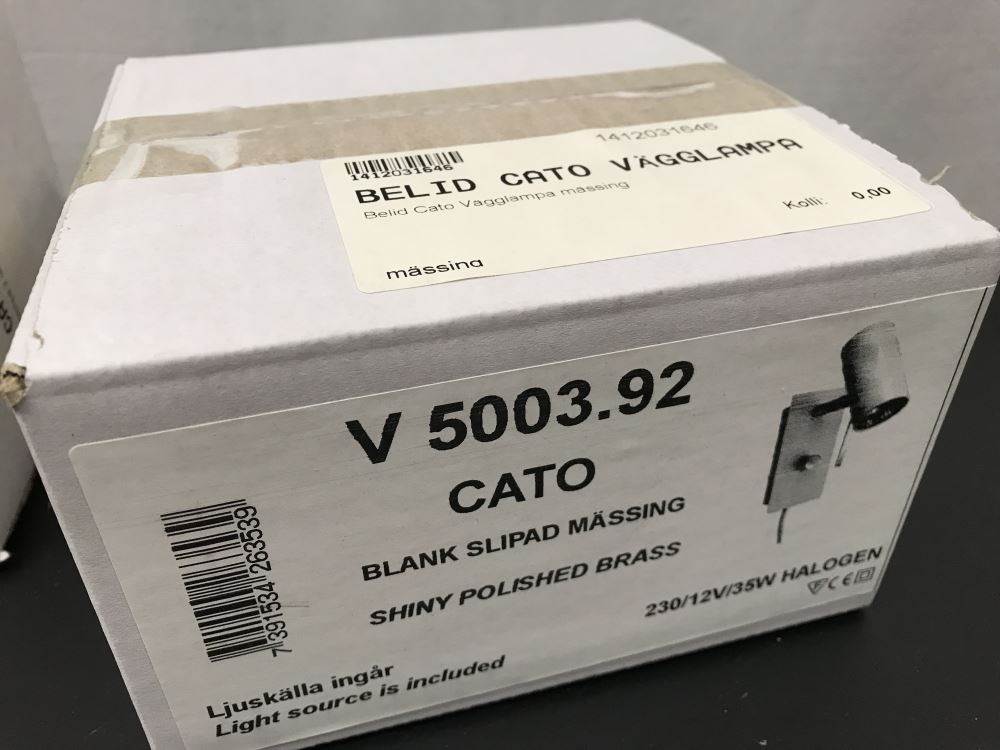 1412031646
1412031646
BELID CATO VÄGGLAMPA
Belid Cato Vägglampa mässing
Kolli: 0,00
mässing
V 5003.92
CATO
BLANK SLIPAD MÄSSING
SHINY POLISHED BRASS
230/12V/35W HALOGEN
CE
7391534263539
Ljuskälla ingår
Light source is included